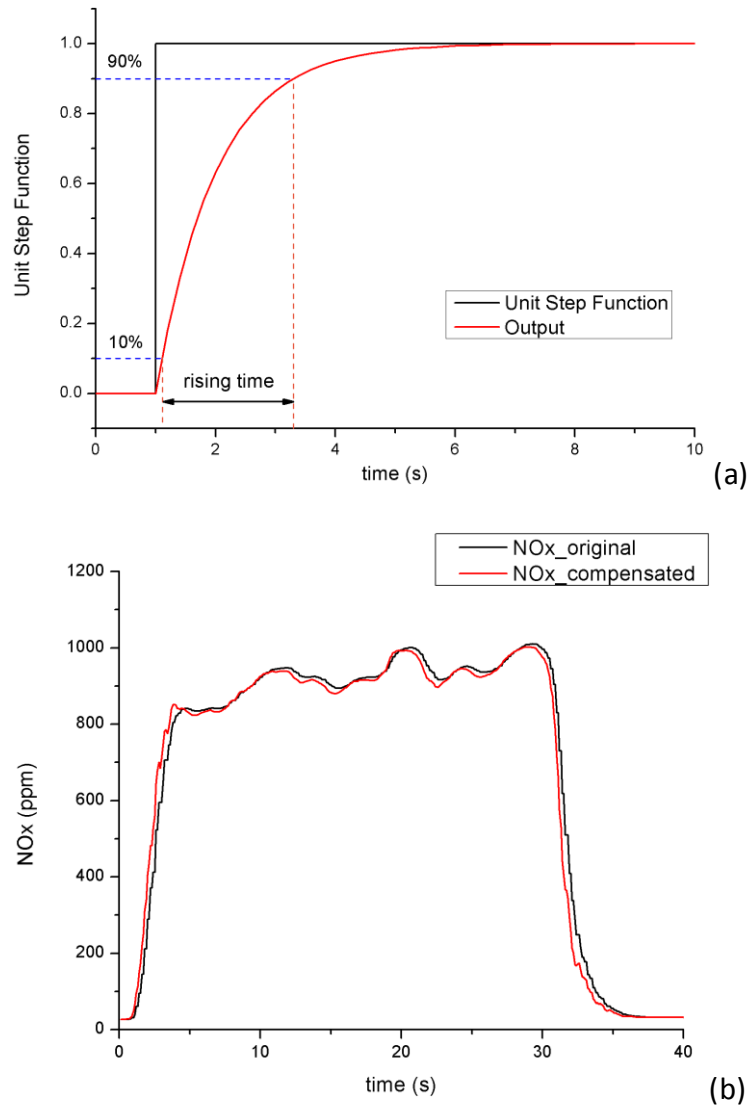 1.0
90%
0.8
0.6
Unit Step Function
0.4
Unit Step Function
Output
0.2
10%
rising time
0.0
0
2
4
6
8
10
time (s)
(a)
NOx_original
NOx_compensated
1200
1000
800
600
NOx (ppm)
400
200
0
0
10
20
30
40
time (s)
(b)